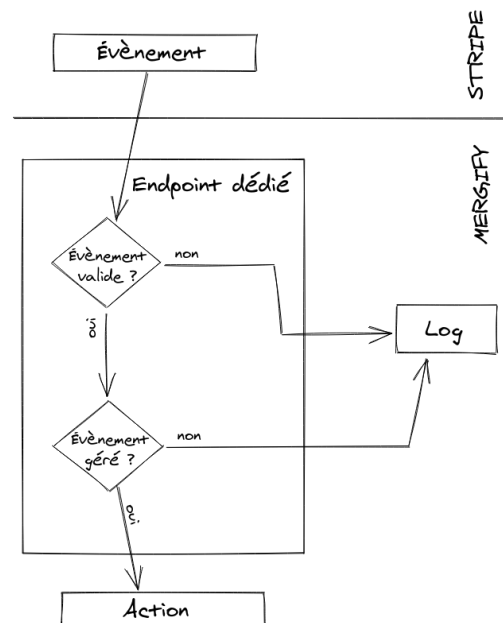 Évènement
STRIPE
MERGIFY
Endpoint dédié
Évènement
valide ?
non
oui
Log
Évènement
géré ?
non
oui
Action